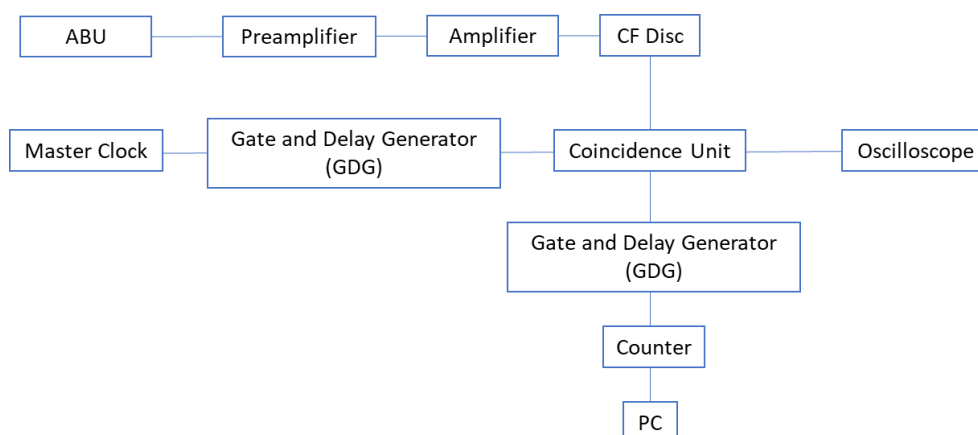 ABU
Preamplifier
Amplifier
CF Disc
Master Clock
Gate and Delay Generator
(GDG)
Coincidence Unit
Oscilloscope
Gate and Delay Generator
(GDG)
Counter
PC